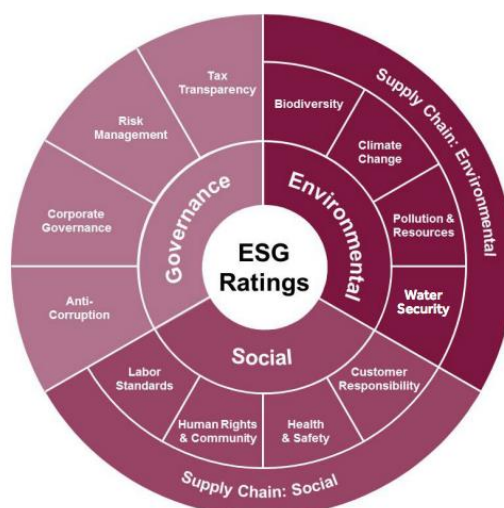 ESG
Ratings
Environmental
Biodiversity
Climate
Change
Pollution &
Resources
Water
Security
Supply Chain: Environmental
Social
Customer
Responsibility
Health
& Safety
Human Rights
& Community
Labor
Standards
Supply Chain: Social
Governance
Anti-
Corruption
Corporate
Governance
Risk
Management
Tax
Transparency